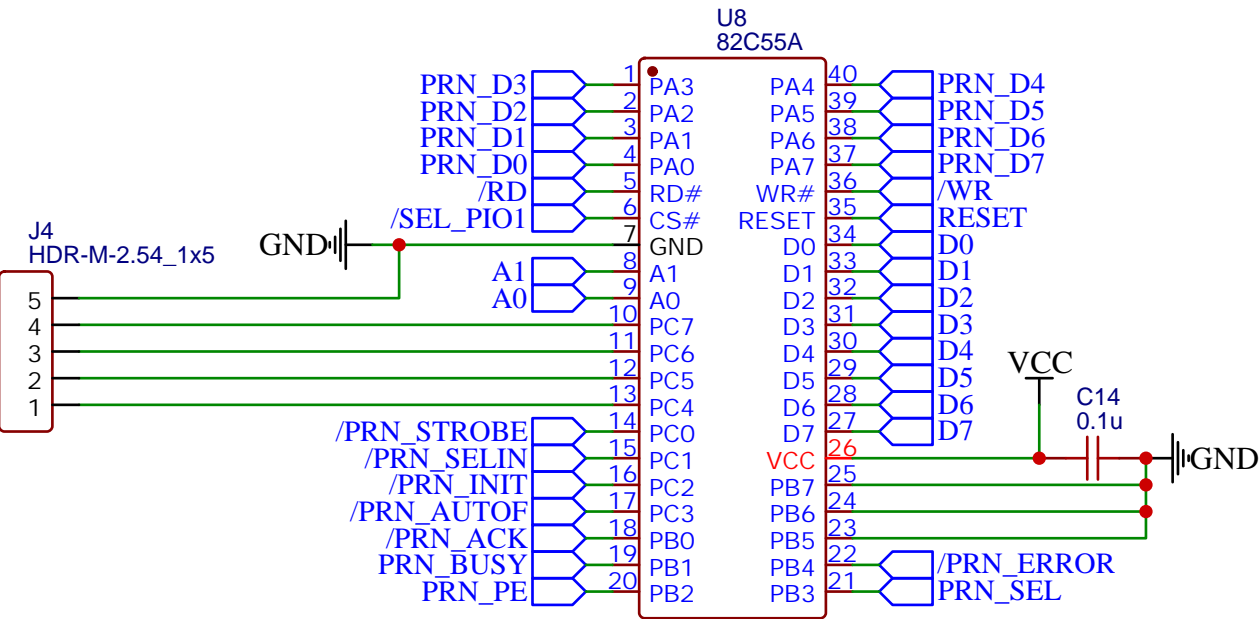 U8
82C55A
PRN_D3 1 PA3 PA4 40 PRN_D4
PRN_D2 2 PA2 PA5 39 PRN_D5
PRN_D1 3 PA1 PA6 38 PRN_D6
PRN_D0 4 PA0 PA7 37 PRN_D7
/RD 5 RD# WR# 36 /WR
/SEL_PIO1 6 CS# RESET 35 RESET
J4
HDR-M-2.54_1x5
GND 7 GND D0 34 D0
A1 8 A1 D1 33 D1
5 A0 9 A0 D2 32 D2
4 10 PC7 D3 31 D3
3 11 PC6 D4 30 D4
2 12 PC5 D5 29 D5
1 13 PC4 D6 28 D6
VCC
C14
0.1u
/PRN_STROBE 14 PC0 D7 27 D7
/PRN_SELIN 15 PC1 VCC 26 GND
/PRN_INIT 16 PC2 PB7 25
/PRN_AUTOF 17 PC3 PB6 24
/PRN_ACK 18 PB0 PB5 23
PRN_BUSY 19 PB1 PB4 22 /PRN_ERROR
PRN_PE 20 PB2 PB3 21 PRN_SEL